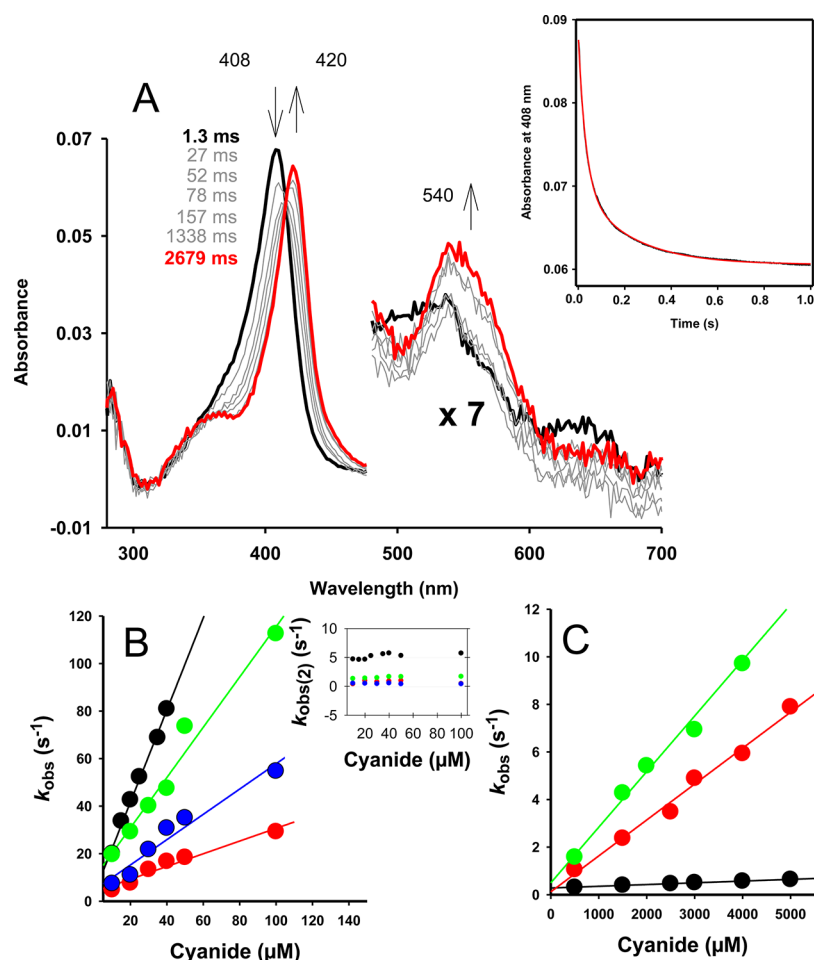 408 420
A
1.3 ms
27 ms
52 ms
78 ms
157 ms
1338 ms
2679 ms
540
x 7
0.07
0.05
0.03
0.01
-0.01
Absorbance
300 400 500 600 700
Wavelength (nm)
0.09
0.08
0.07
0.06
Absorbance at 408 nm
0.0 0.2 0.4 0.6 0.8 1.0
Time (s)
B
120
100
80
60
40
20
0
kobs (s-1)
20 40 60 80 100 120 140
Cyanide (µM)
10
5
0
-5
kobs(2) (s-1)
20 40 60 80 100
Cyanide (µM)
C
12
10
8
6
4
2
0
kobs (s-1)
0 1000 2000 3000 4000 5000
Cyanide (µM)